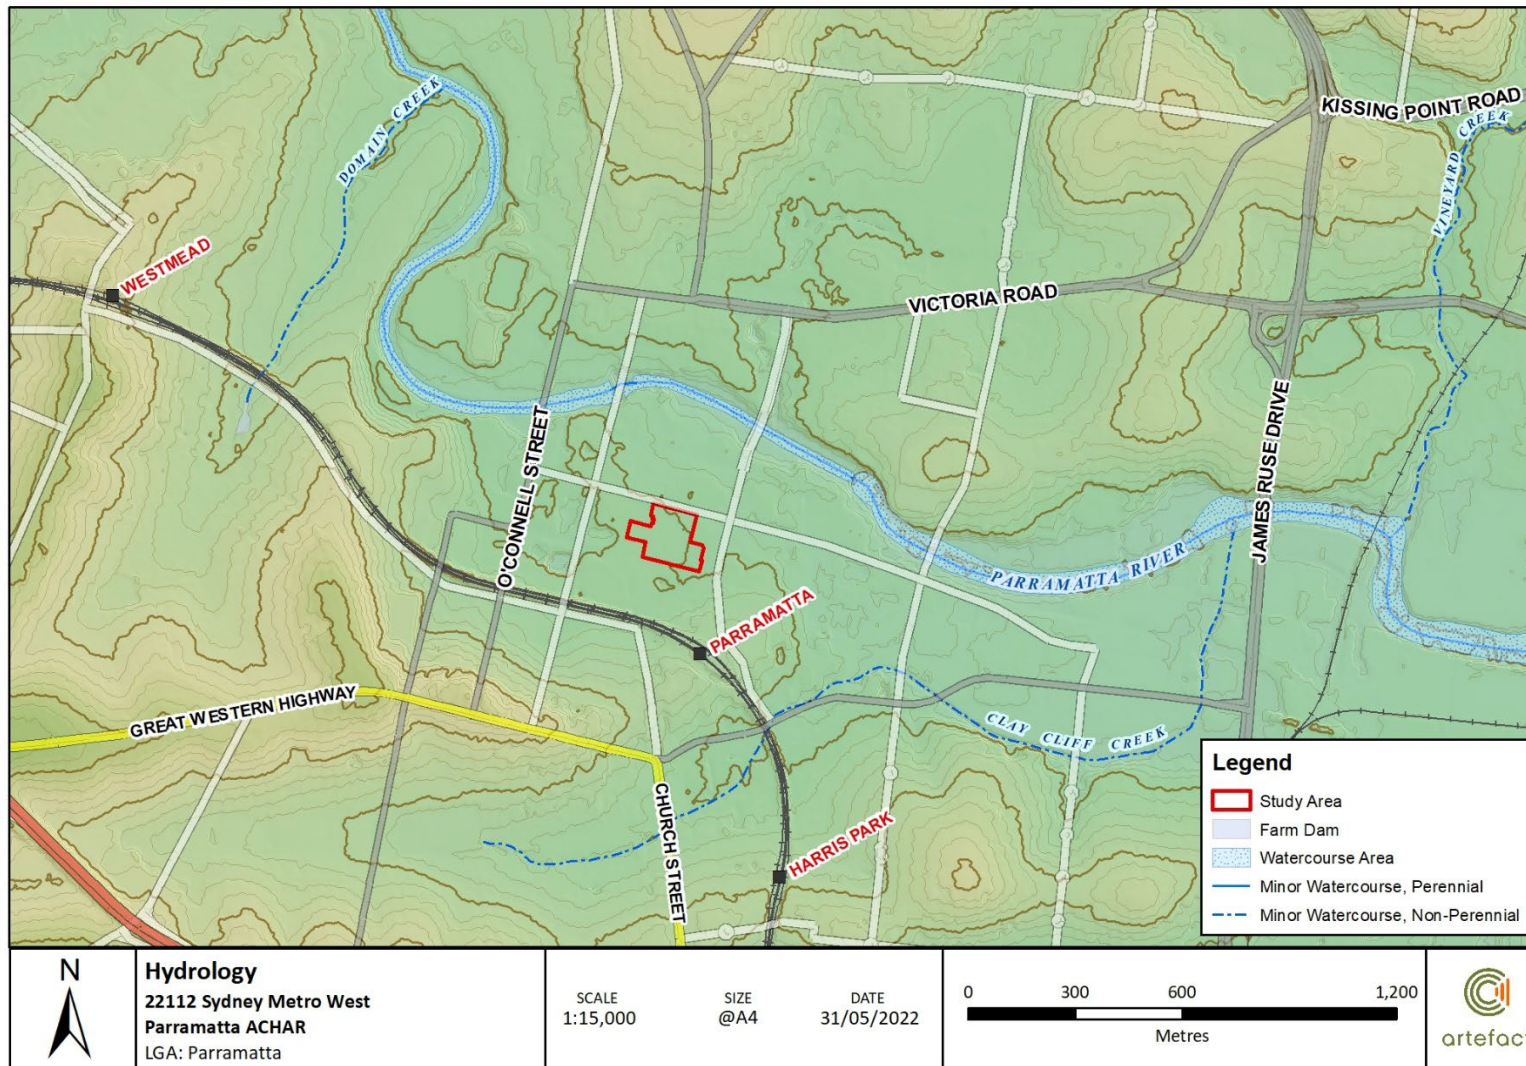 DOMAIN CREEK
KISSING POINT ROAD
VINEYARD CREEK
WESTMEAD
VICTORIA ROAD
O'CONNELL STREET
JAMES RUSE DRIVE
PARRAMATTA RIVER
PARRAMATTA
GREAT WESTERN HIGHWAY
CLAY CLIFF CREEK
CHURCH STREET
HARRIS PARK
Legend
Study Area
Farm Dam
Watercourse Area
Minor Watercourse, Perennial
Minor Watercourse, Non-Perennial
N
Hydrology
22112 Sydney Metro West
Parramatta ACHAR
LGA: Parramatta
SCALE
1:15,000
SIZE
@A4
DATE
31/05/2022
0 300 600 1,200
Metres
artefact